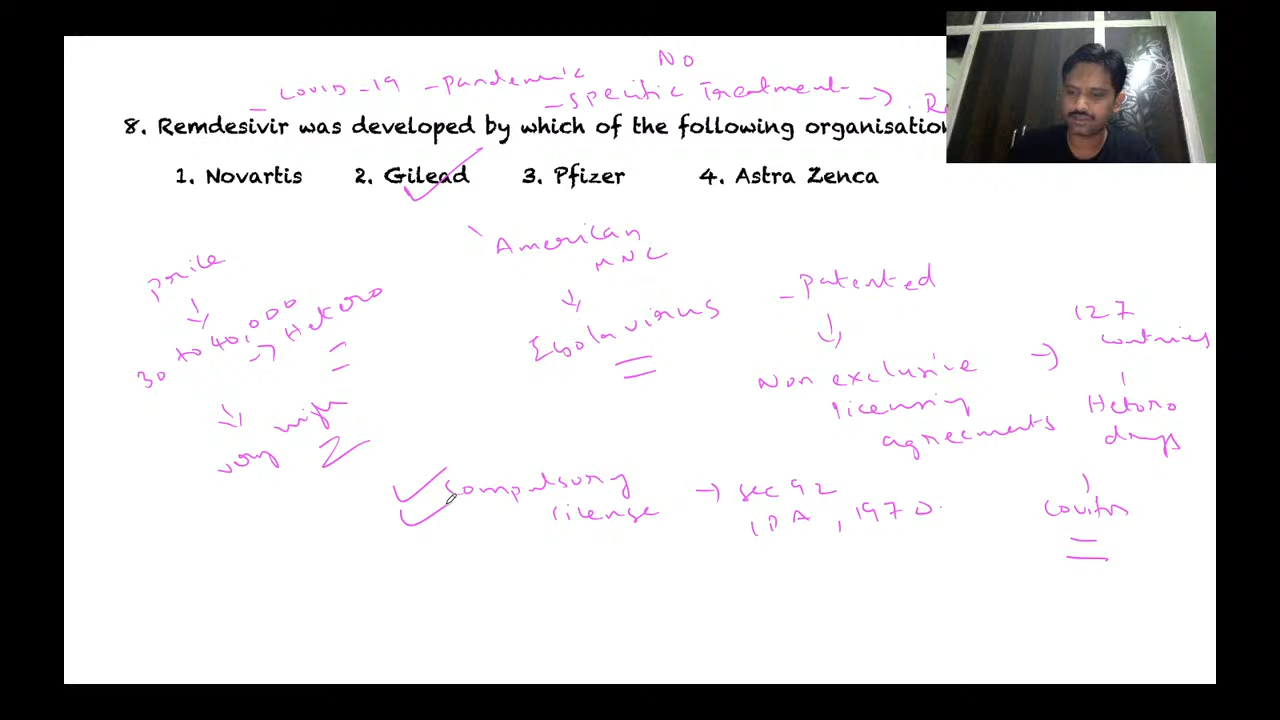 NO
- COVID -19 - pandemic
- specific Treatment →
8. Remdesivir was developed by which of the following organisation
1. Novartis 2. Gilead 3. Pfizer 4. Astra Zenca
American
MNC
Ebola virus
- patented
Non exclusive
licensing
agreements
127
Hetero
drugs
price
30 to 40,000
→ Hetero
very high
compulsory
license
→ sec 92
IPA, 1970.